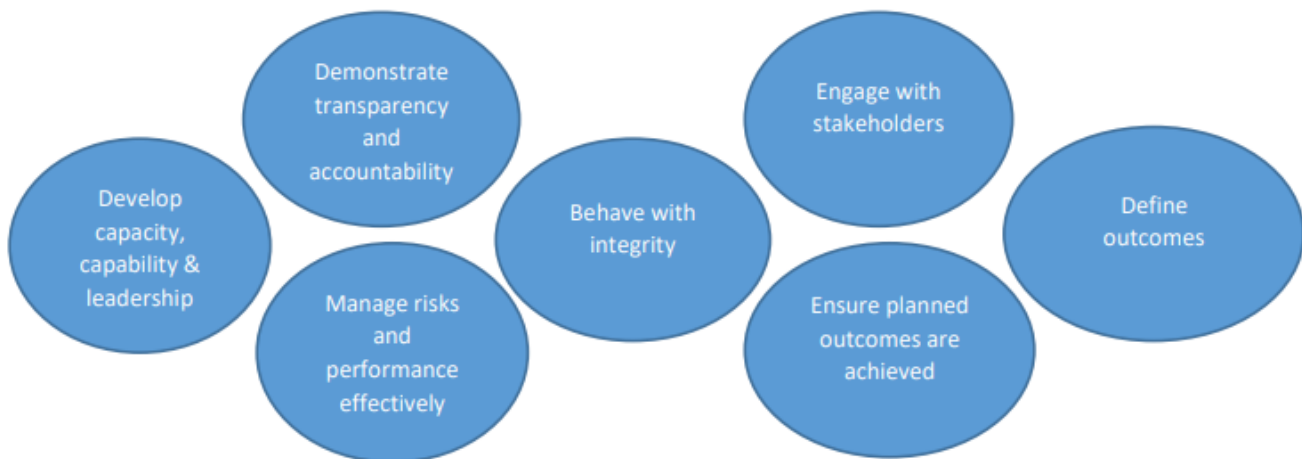 Develop
capacity,
capability &
leadership
Demonstrate
transparency
and
accountability
Manage risks
and
performance
effectively
Behave with
integrity
Engage with
stakeholders
Ensure planned
outcomes are
achieved
Define
outcomes